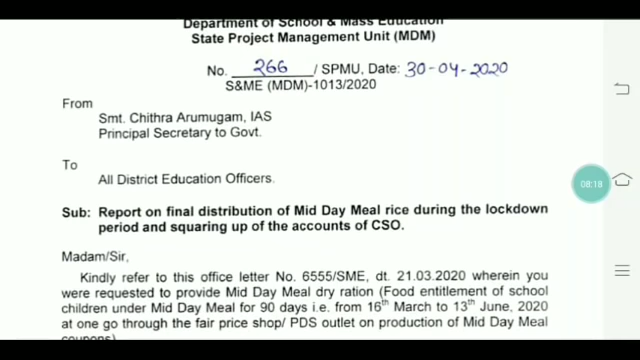 Department of School & Mass Education
State Project Management Unit (MDM)
No. 266 / SPMU, Date: 30-04-2020
S&ME (MDM)-1013/2020
From
Smt. Chithra Arumugam, IAS
Principal Secretary to Govt.
To
All District Education Officers.
Sub: Report on final distribution of Mid Day Meal rice during the lockdown
period and squaring up of the accounts of CSO.
Madam/Sir,
Kindly refer to this office letter No. 6555/SME, dt. 21.03.2020 wherein you
were requested to provide Mid Day Meal dry ration (Food entitlement of school
children under Mid Day Meal for 90 days i.e. from 16th March to 13th June, 2020
at one go through the fair price shop/ PDS outlet on production of Mid Day Meal
coupons)
08:18